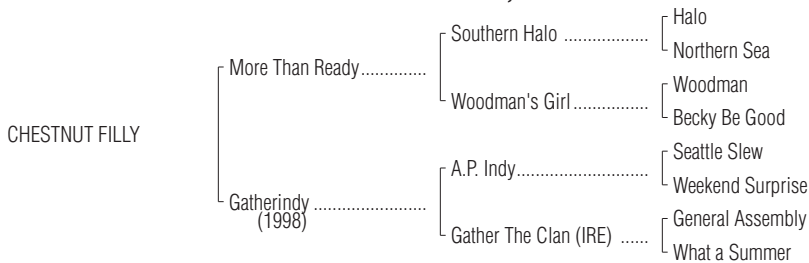 Halo
Southern Halo ..................
Northern Sea
More Than Ready..............
Woodman
Woodman's Girl................
Becky Be Good
CHESTNUT FILLY
Seattle Slew
A.P. Indy............................
Weekend Surprise
Gatherindy ........................
(1998)
General Assembly
Gather The Clan (IRE) ......
What a Summer